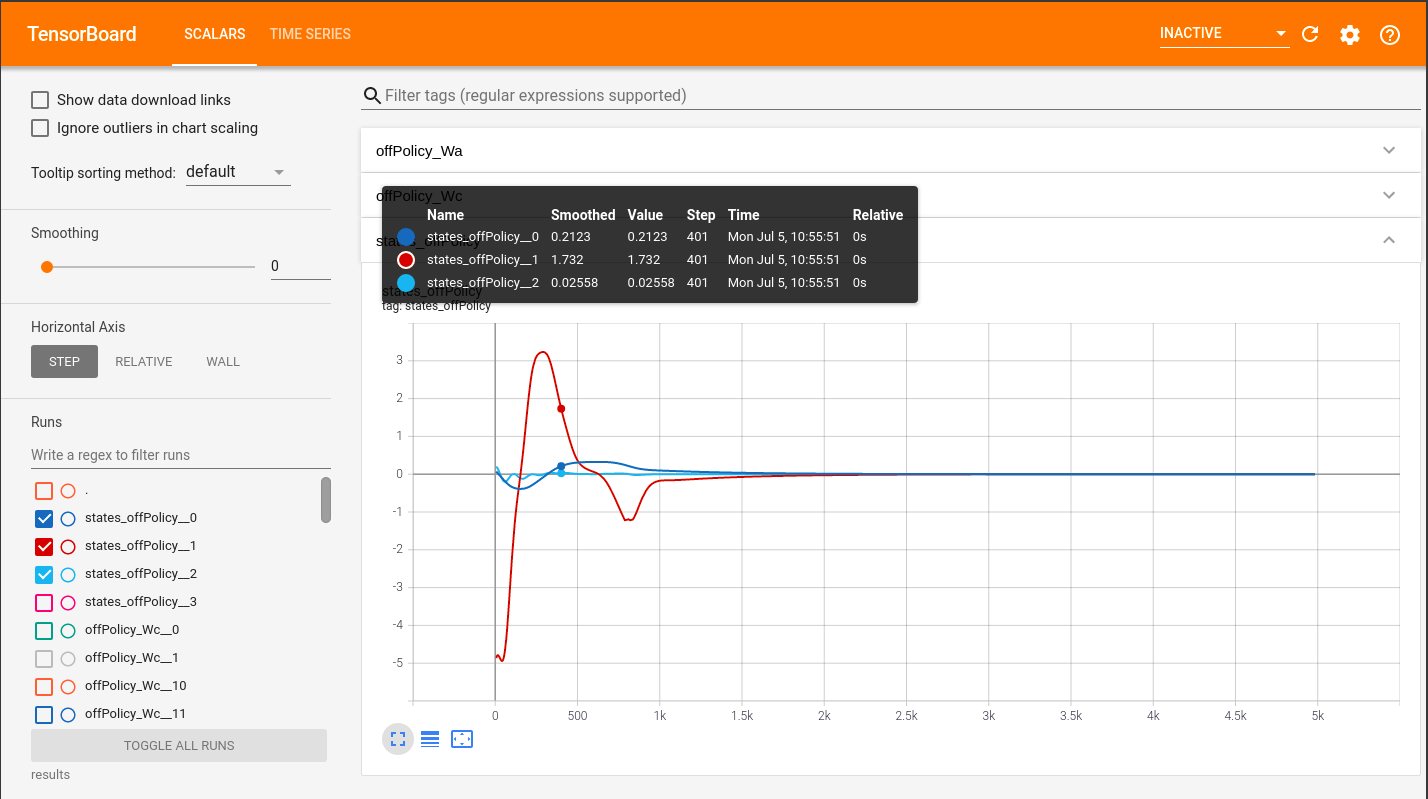 TensorBoard SCALARS TIME SERIES INACTIVE
Show data download links
Ignore outliers in chart scaling
Tooltip sorting method: default
Smoothing
0
Horizontal Axis
STEP RELATIVE WALL
Runs
Write a regex to filter runs
.
states_offPolicy__0
states_offPolicy__1
states_offPolicy__2
states_offPolicy__3
offPolicy_Wc__0
offPolicy_Wc__1
offPolicy_Wc__10
offPolicy_Wc__11
TOGGLE ALL RUNS
results
Filter tags (regular expressions supported)
offPolicy_Wa
offPolicy_Wc
states_offPolicy
Name Smoothed Value Step Time Relative
states_offPolicy__0 0.2123 0.2123 401 Mon Jul 5, 10:55:51 0s
states_offPolicy__1 1.732 1.732 401 Mon Jul 5, 10:55:51 0s
states_offPolicy__2 0.02558 0.02558 401 Mon Jul 5, 10:55:51 0s
states_offPolicy
tag: states_offPolicy
3
2
1
0
-1
-2
-3
-4
-5
0 500 1k 1.5k 2k 2.5k 3k 3.5k 4k 4.5k 5k